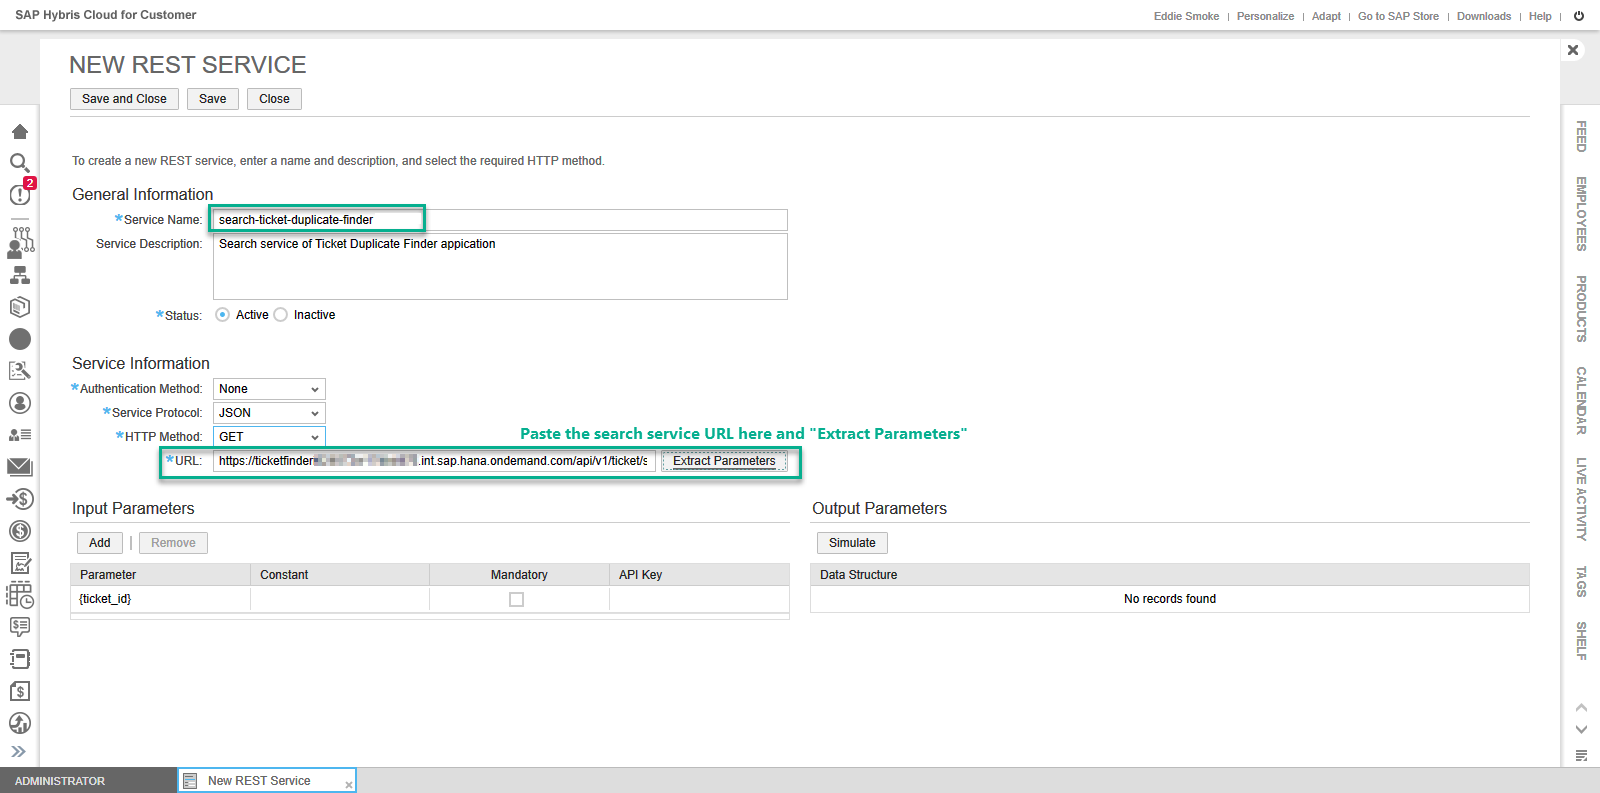 SAP Hybris Cloud for Customer
Eddie Smoke | Personalize | Adapt | Go to SAP Store | Downloads | Help |
NEW REST SERVICE
Save and Close Save Close
To create a new REST service, enter a name and description, and select the required HTTP method.
General Information
*Service Name: search-ticket-duplicate-finder
Service Description: Search service of Ticket Duplicate Finder appication
*Status: Active Inactive
Service Information
*Authentication Method: None
*Service Protocol: JSON
*HTTP Method: GET
Paste the search service URL here and "Extract Parameters"
*URL: https://ticketfinder .int.sap.hana.ondemand.com/api/v1/ticket/s Extract Parameters
Input Parameters
Add | Remove
Parameter Constant Mandatory API Key
{ticket_id}
Output Parameters
Simulate
Data Structure
No records found
2
FEED
EMPLOYEES
PRODUCTS
CALENDAR
LIVE ACTIVITY
TAGS
SHELF
ADMINISTRATOR
New REST Service